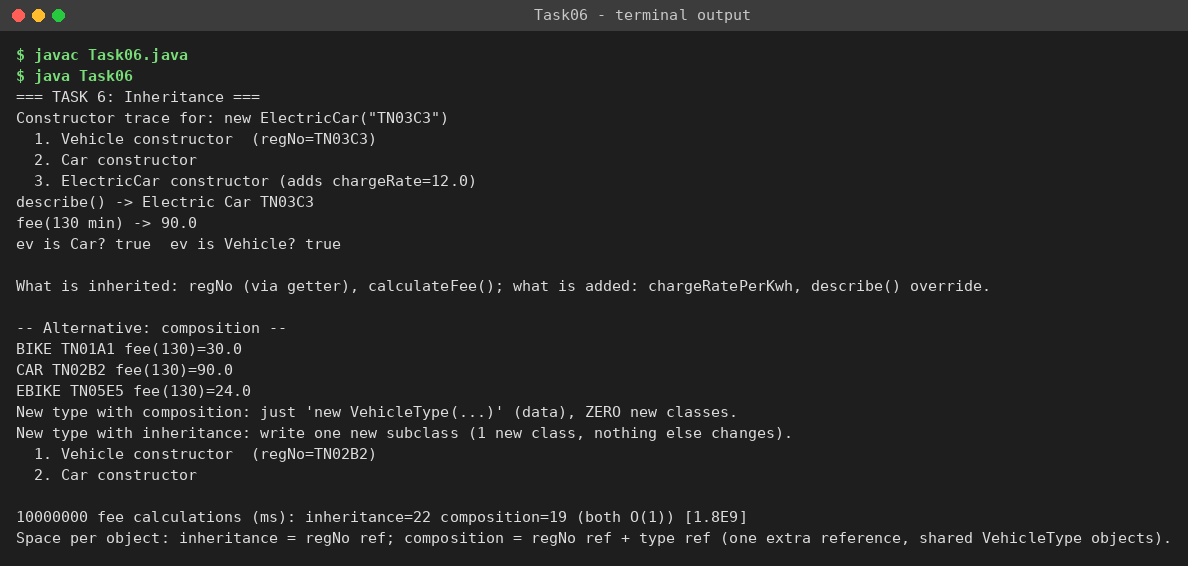 Task06 - terminal output
$ javac Task06.java
$ java Task06
=== TASK 6: Inheritance ===
Constructor trace for: new ElectricCar("TN03C3")
  1. Vehicle constructor  (regNo=TN03C3)
  2. Car constructor
  3. ElectricCar constructor (adds chargeRate=12.0)
describe() -> Electric Car TN03C3
fee(130 min) -> 90.0
ev is Car? true  ev is Vehicle? true
What is inherited: regNo (via getter), calculateFee(); what is added: chargeRatePerKwh, describe() override.
-- Alternative: composition --
BIKE TN01A1 fee(130)=30.0
CAR TN02B2 fee(130)=90.0
EBIKE TN05E5 fee(130)=24.0
New type with composition: just 'new VehicleType(...)' (data), ZERO new classes.
New type with inheritance: write one new subclass (1 new class, nothing else changes).
  1. Vehicle constructor  (regNo=TN02B2)
  2. Car constructor
10000000 fee calculations (ms): inheritance=22 composition=19 (both O(1)) [1.8E9]
Space per object: inheritance = regNo ref; composition = regNo ref + type ref (one extra reference, shared VehicleType objects).